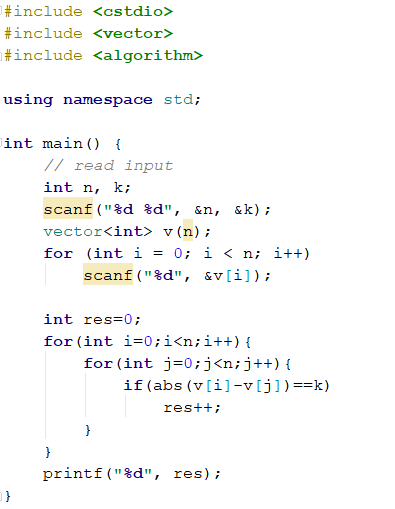 #include <cstdio>
#include <vector>
#include <algorithm>

using namespace std;

int main() {
    // read input
    int n, k;
    scanf("%d %d", &n, &k);
    vector<int> v(n);
    for (int i = 0; i < n; i++)
        scanf("%d", &v[i]);

    int res=0;
    for(int i=0;i<n;i++){
        for(int j=0;j<n;j++){
            if(abs(v[i]-v[j])==k)
                res++;
        }
    }
    printf("%d", res);
}